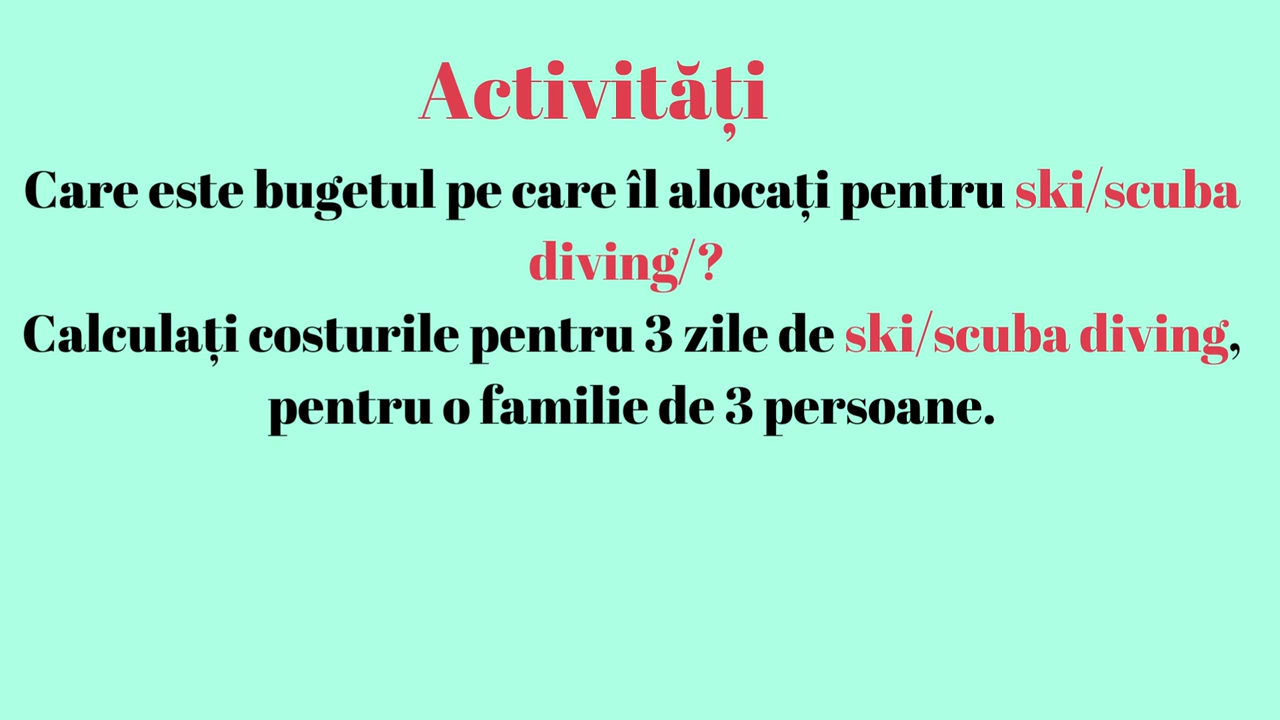 Activități
Care este bugetul pe care îl alocați pentru ski/scuba
diving/?
Calculați costurile pentru 3 zile de ski/scuba diving,
pentru o familie de 3 persoane.